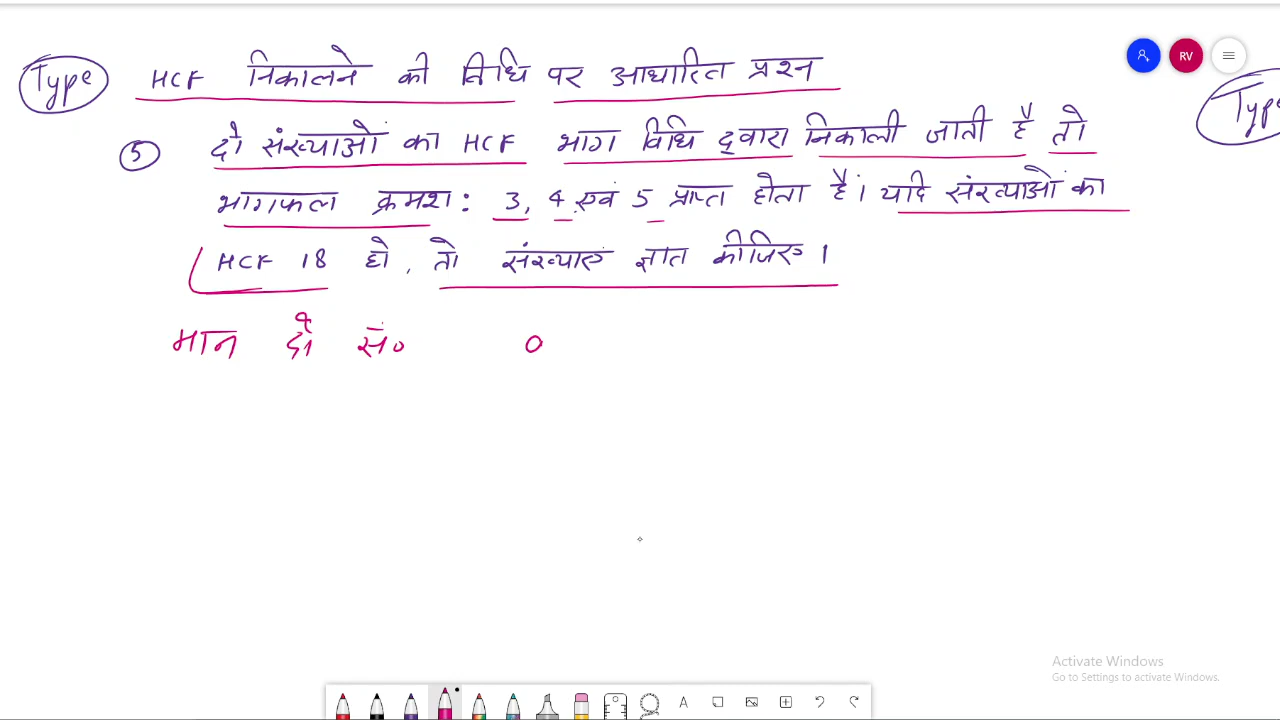 RV
Type HCF निकालने की विधि पर आधारित प्रश्न
Type
⑤ दो संख्याओं का HCF भाग विधि द्वारा निकाली जाती है तो
भागफल क्रमश: 3, 4 एवं 5 प्राप्त होता है। यदि संख्याओं का
HCF 18 हो, तो संख्याएं ज्ञात कीजिए।
मान दो सं० 0
Activate Windows
Go to Settings to activate Windows.
A